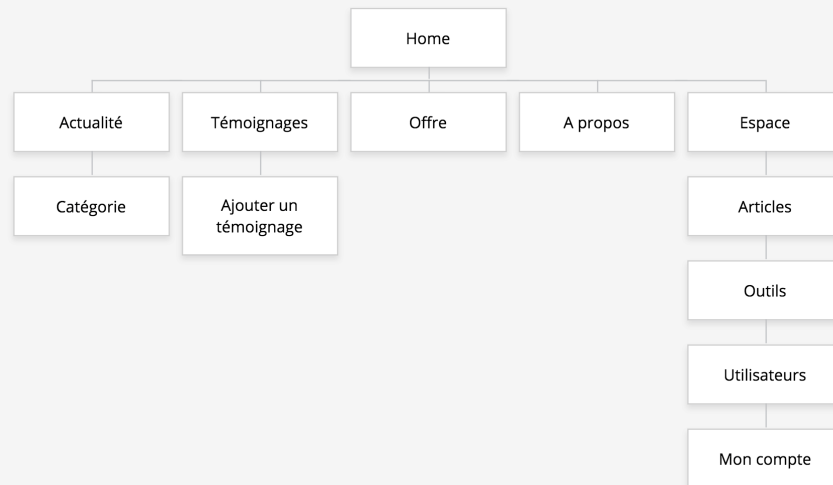 Home
Actualité
Témoignages
Offre
A propos
Espace
Catégorie
Ajouter un
témoignage
Articles
Outils
Utilisateurs
Mon compte